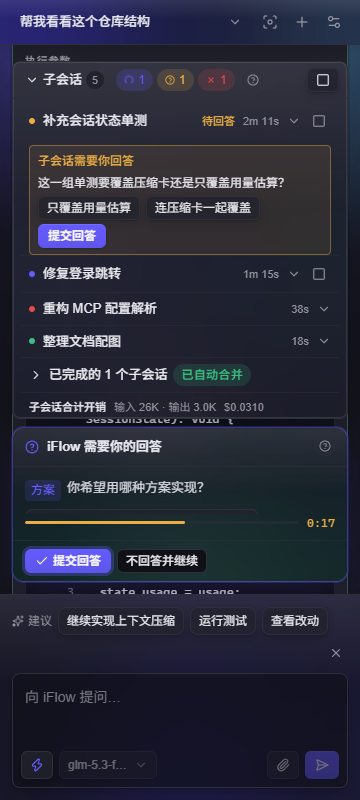 帮我看看这个仓库结构
执行参数
子会话 5 1 1 1
补充会话状态单测 待回答 2m 11s
子会话需要你回答
这一组单测要覆盖压缩卡还是只覆盖用量估算?
只覆盖用量估算 连压缩卡一起覆盖
提交回答
修复登录跳转 1m 15s
重构 MCP 配置解析 38s
整理文档配图 18s
已完成的 1 个子会话 已自动合并
子会话合计开销 输入 26K · 输出 3.0K $0.0310
SessionState): void {
iFlow 需要你的回答
方案 你希望用哪种方案实现?
0:17
提交回答 不回答并继续
3 state.usage = usage;
建议 继续实现上下文压缩 运行测试 查看改动
向 iFlow 提问...
glm-5.3-f...